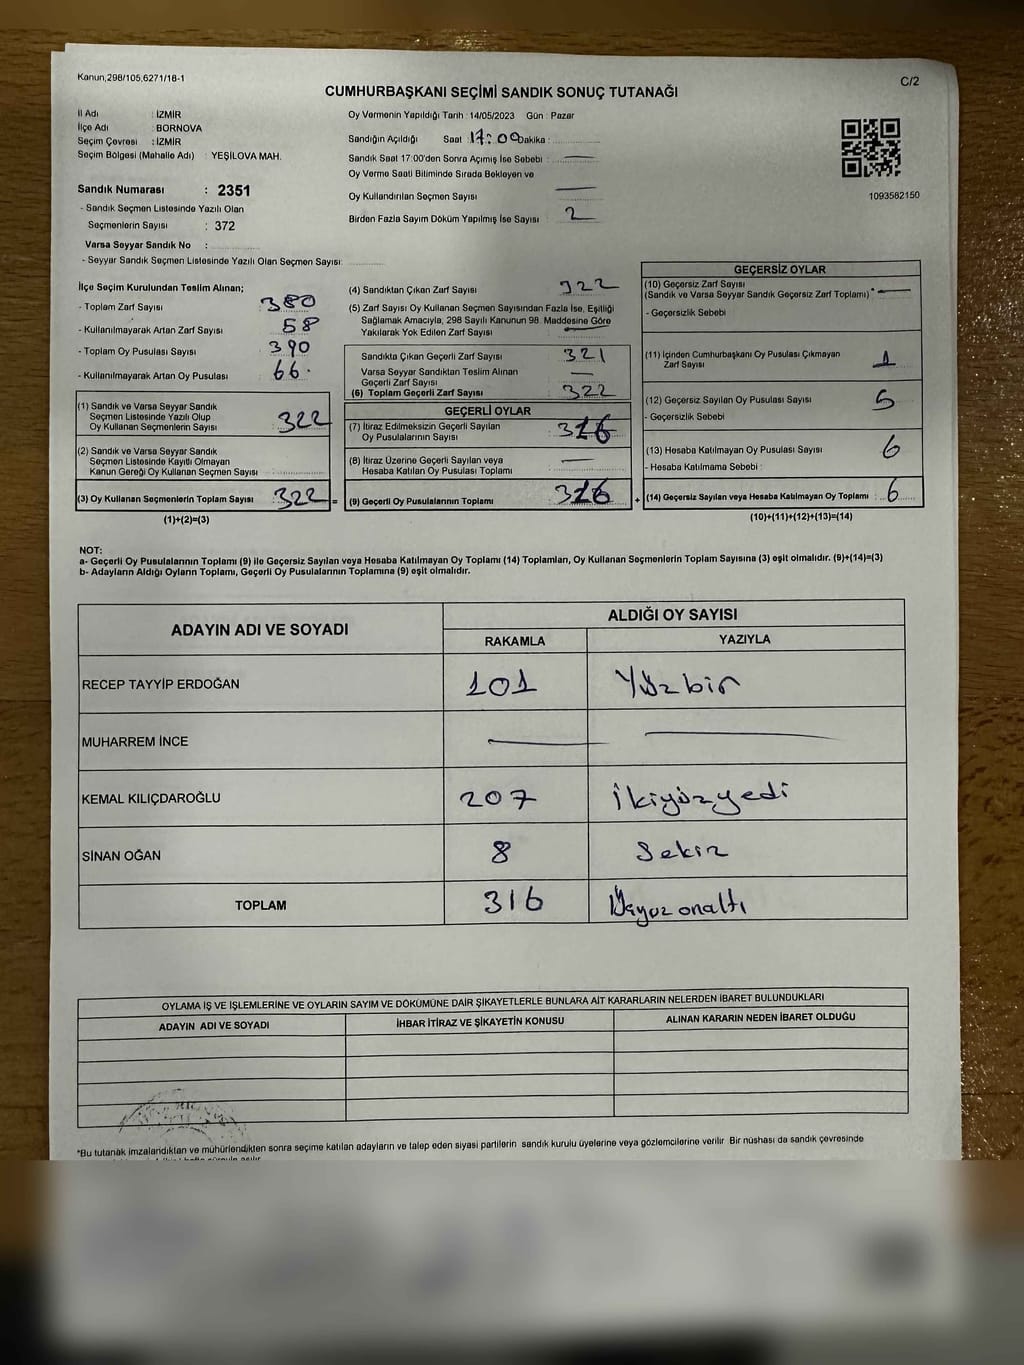 Kanun,298/105,6271/18-1
C/2
CUMHURBAŞKANI SEÇİMİ SANDIK SONUÇ TUTANAĞI
İl Adı : İZMİR
İlçe Adı : BORNOVA
Seçim Çevresi : İZMİR
Seçim Bölgesi (Mahalle Adı) : YEŞİLOVA MAH.
Sandık Numarası : 2351
- Sandık Seçmen Listesinde Yazılı Olan
Seçmenlerin Sayısı : 372
Varsa Seyyar Sandık No :
- Seyyar Sandık Seçmen Listesinde Yazılı Olan Seçmen Sayısı:
Oy Vermenin Yapıldığı Tarih : 14/05/2023 Gün : Pazar
Sandığın Açıldığı Saat : 17:00 Dakika :
Sandık Saat 17:00'den Sonra Açımış İse Sebebi :
Oy Verme Saati Bitiminde Sırada Bekleyen ve
Oy Kullandırılan Seçmen Sayısı
Birden Fazla Sayım Döküm Yapılmış İse Sayısı : 2
1093582150
İlçe Seçim Kurulundan Teslim Alınan;
- Toplam Zarf Sayısı : 380
- Kullanılmayarak Artan Zarf Sayısı : 58
- Toplam Oy Pusulası Sayısı : 390
- Kullanılmayarak Artan Oy Pusulası : 66.
(1) Sandık ve Varsa Seyyar Sandık
Seçmen Listesinde Yazılı Olup
Oy Kullanan Seçmenlerin Sayısı : 322
(2) Sandık ve Varsa Seyyar Sandık
Seçmen Listesinde Kayıtlı Olmayan
Kanun Gereği Oy Kullanan Seçmen Sayısı :
(3) Oy Kullanan Seçmenlerin Toplam Sayısı : 322 =
(1)+(2)=(3)
(4) Sandıktan Çıkan Zarf Sayısı : 322
(5) Zarf Sayısı Oy Kullanan Seçmen Sayısından Fazla İse, Eşitliği
Sağlamak Amacıyla, 298 Sayılı Kanunun 98. Maddesine Göre
Yakılarak Yok Edilen Zarf Sayısı :
Sandıkta Çıkan Geçerli Zarf Sayısı : 321
Varsa Seyyar Sandıktan Teslim Alınan
Geçerli Zarf Sayısı
(6) Toplam Geçerli Zarf Sayısı : 322
GEÇERLİ OYLAR
(7) İtiraz Edilmeksizin Geçerli Sayılan
Oy Pusulalarının Sayısı : 316
(8) İtiraz Üzerine Geçerli Sayılan veya
Hesaba Katılan Oy Pusulası Toplamı :
(9) Geçerli Oy Pusulalarının Toplamı : 316 +
GEÇERSİZ OYLAR
(10) Geçersiz Zarf Sayısı
(Sandık ve Varsa Seyyar Sandık Geçersiz Zarf Toplamı) :
- Geçersizlik Sebebi
(11) İçinden Cumhurbaşkanı Oy Pusulası Çıkmayan
Zarf Sayısı : 1
(12) Geçersiz Sayılan Oy Pusulası Sayısı : 5
- Geçersizlik Sebebi
(13) Hesaba Katılmayan Oy Pusulası Sayısı : 6
- Hesaba Katılmama Sebebi :
(14) Geçersiz Sayılan veya Hesaba Katılmayan Oy Toplamı : 6
(10)+(11)+(12)+(13)=(14)
NOT:
a- Geçerli Oy Pusulalarının Toplamı (9) ile Geçersiz Sayılan veya Hesaba Katılmayan Oy Toplamı (14) Toplamları, Oy Kullanan Seçmenlerin Toplam Sayısına (3) eşit olmalıdır. (9)+(14)=(3)
b- Adayların Aldığı Oyların Toplamı, Geçerli Oy Pusulalarının Toplamına (9) eşit olmalıdır.
ADAYIN ADI VE SOYADI ALDIĞI OY SAYISI
RAKAMLA YAZIYLA
RECEP TAYYİP ERDOĞAN 101 Yüzbir
MUHARREM İNCE
KEMAL KILIÇDAROĞLU 207 İkiyüzyedi
SİNAN OĞAN 8 Sekiz
TOPLAM 316 Üçyüzonaltı
OYLAMA İŞ VE İŞLEMLERİNE VE OYLARIN SAYIM VE DÖKÜMÜNE DAİR ŞİKAYETLERLE BUNLARA AİT KARARLARIN NELERDEN İBARET BULUNDUKLARI
ADAYIN ADI VE SOYADI İHBAR İTİRAZ VE ŞİKAYETİN KONUSU ALINAN KARARIN NEDEN İBARET OLDUĞU
*Bu tutanak imzalandıktan ve mühürlendikten sonra seçime katılan adayların ve talep eden siyasi partilerin sandık kurulu üyelerine veya gözlemcilerine verilir Bir nüshası da sandık çevresinde